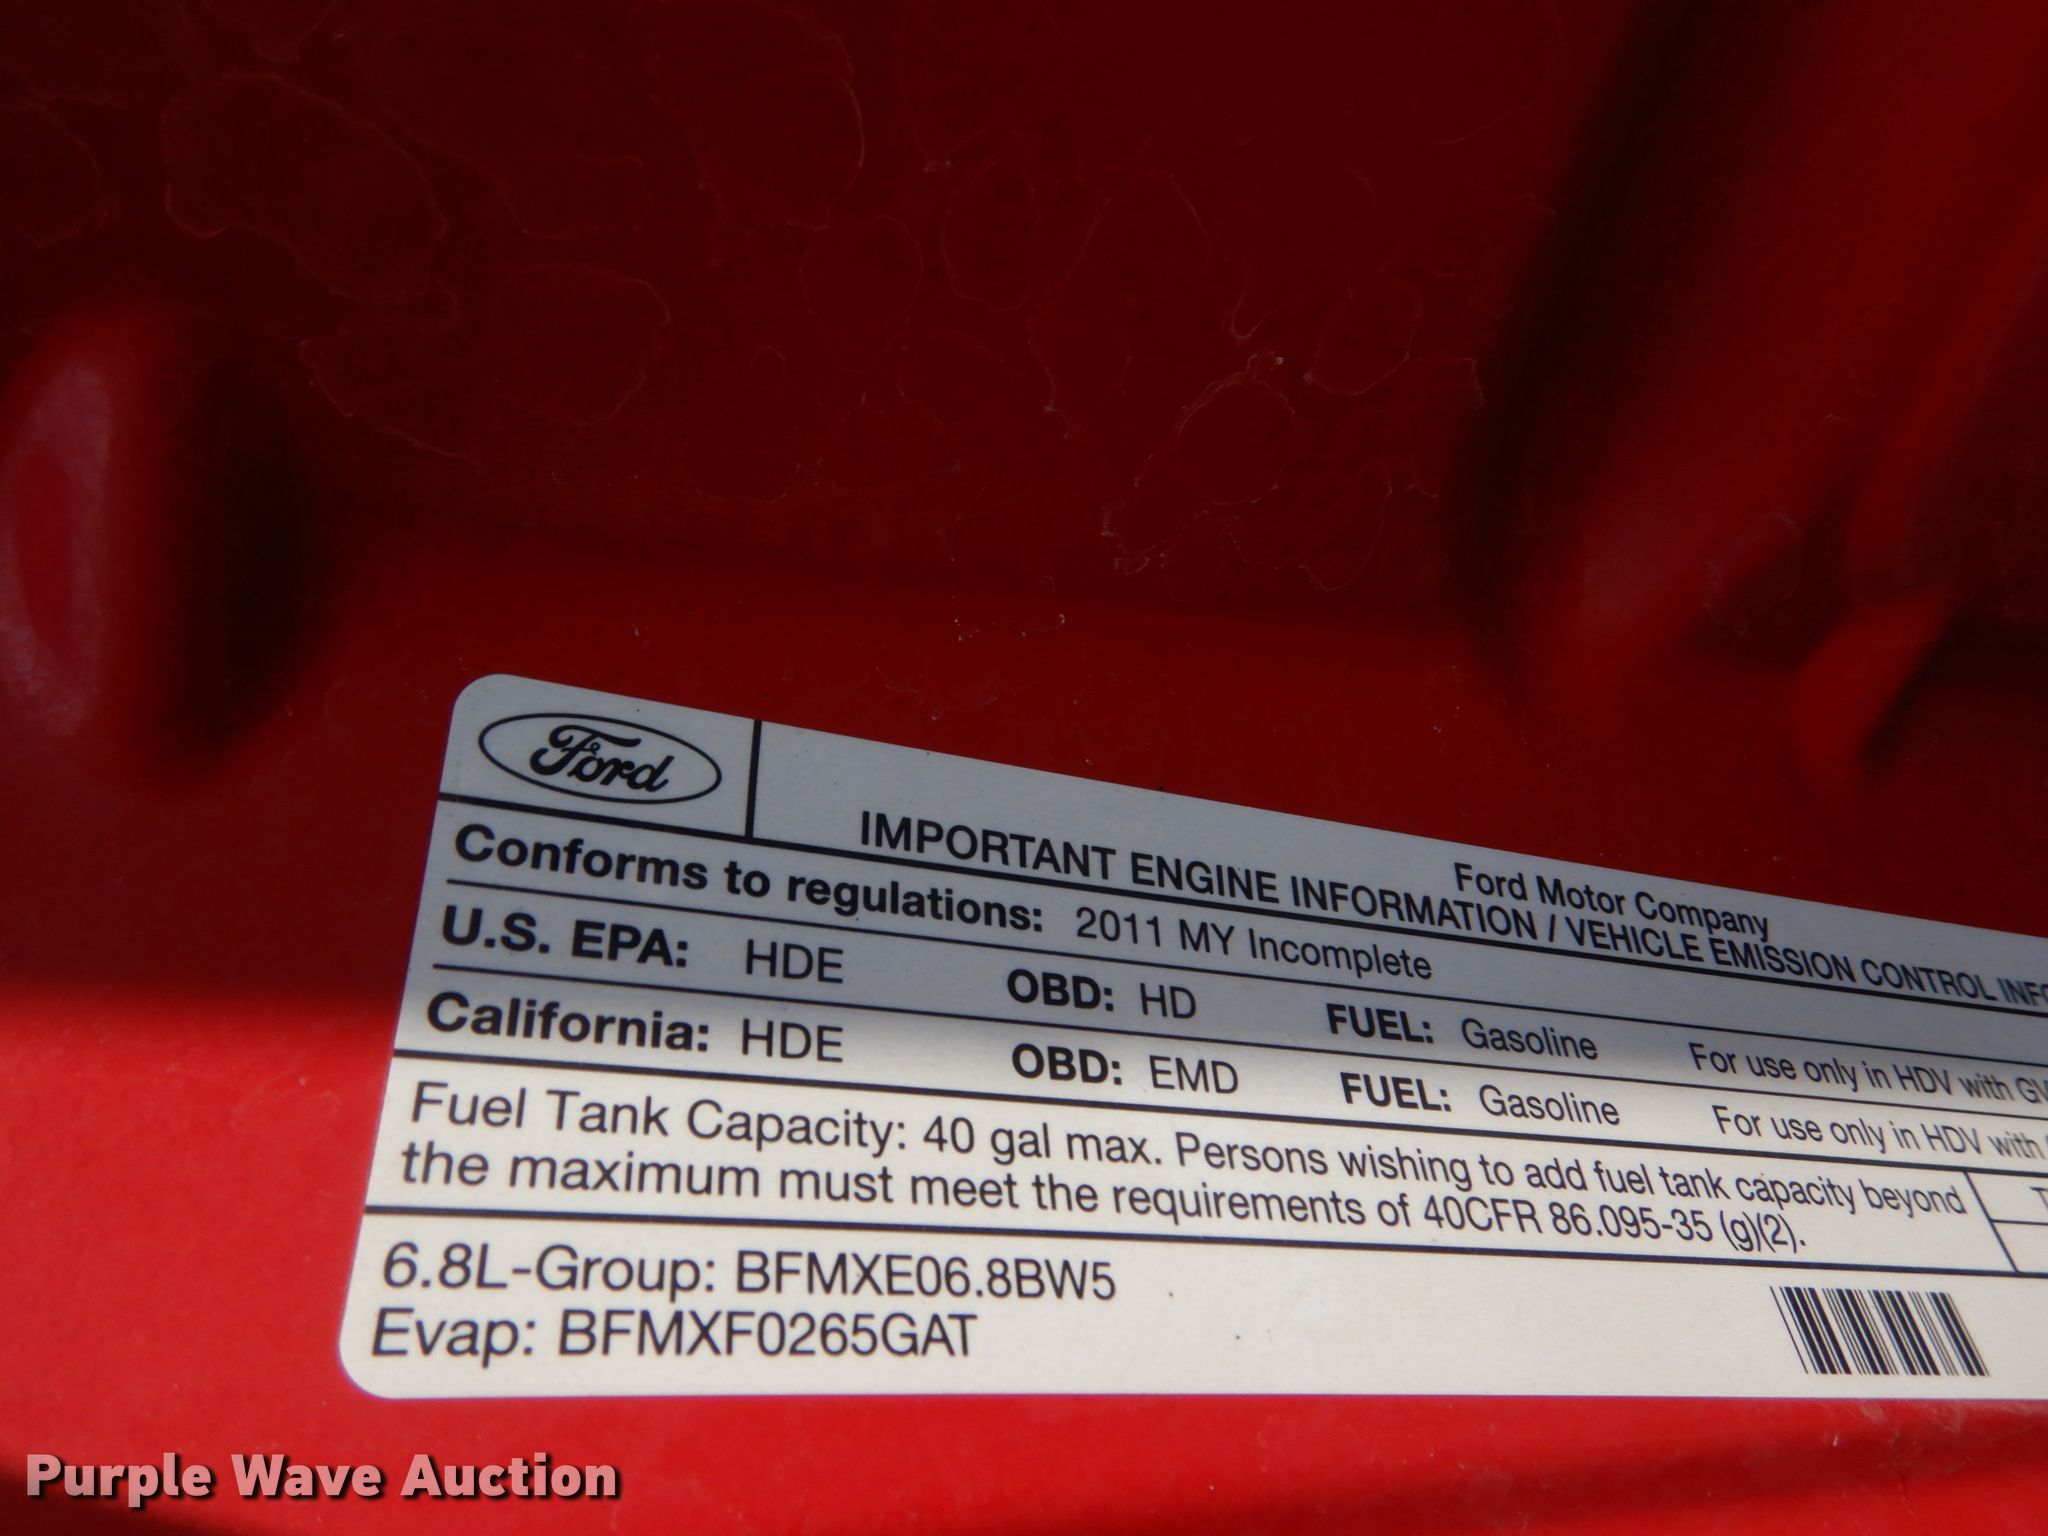 Ford
Ford Motor Company
IMPORTANT ENGINE INFORMATION / VEHICLE EMISSION CONTROL INFO
Conforms to regulations: 2011 MY Incomplete
U.S. EPA: HDE OBD: HD FUEL: Gasoline For use only in HDV with GV
California: HDE OBD: EMD FUEL: Gasoline For use only in HDV with
Fuel Tank Capacity: 40 gal max. Persons wishing to add fuel tank capacity beyond
the maximum must meet the requirements of 40CFR 86.095-35 (g)(2).
6.8L-Group: BFMXE06.8BW5
Evap: BFMXF0265GAT
Purple Wave Auction